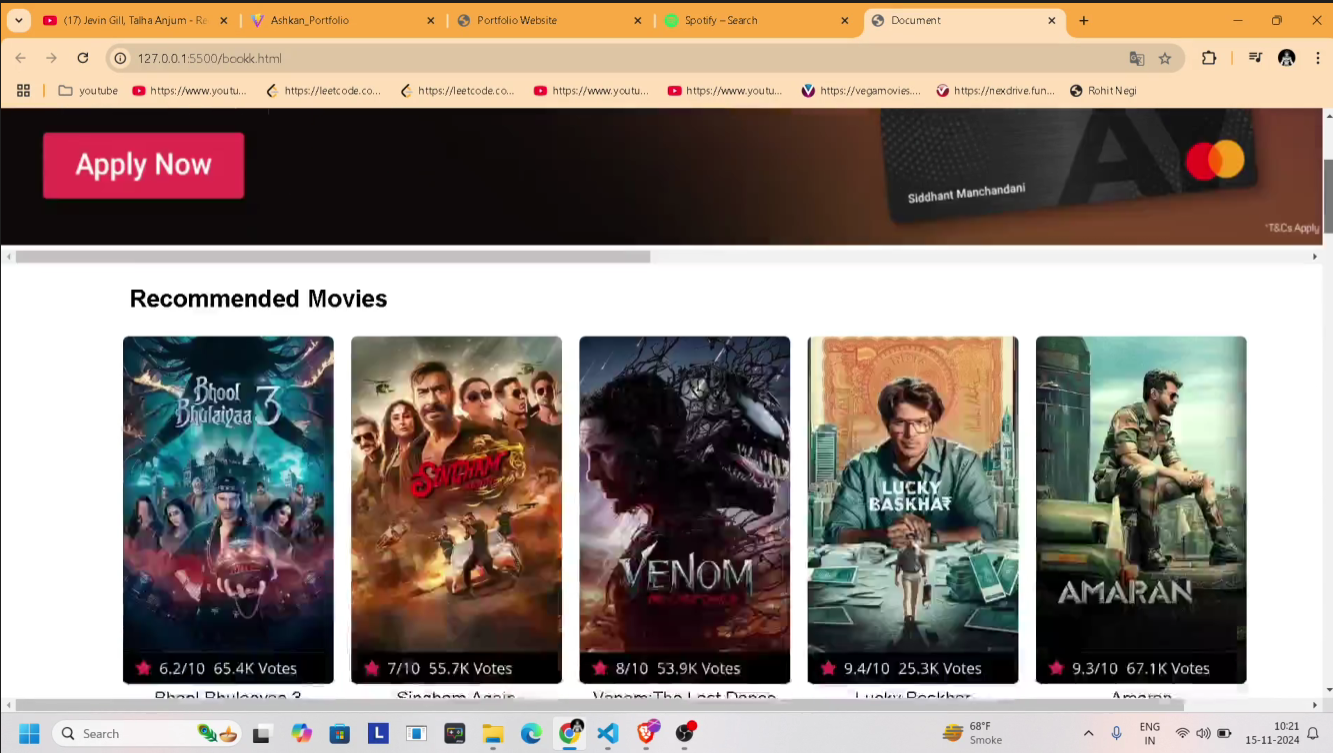 (17) Jevin Gill, Talha Anjum - Re
Ashkan_Portfolio
Portfolio Website
Spotify – Search
Document
127.0.0.1:5500/bookk.html
youtube
https://www.youtu...
https://leetcode.co...
https://leetcode.co...
https://www.youtu...
https://www.youtu...
https://vegamovies....
https://nexdrive.fun...
Rohit Negi
Apply Now
Siddhant Manchandani
*T&Cs Apply
Recommended Movies
Bhool Bhulaiyaa 3
SINGHAM
VENOM
LUCKY BASKHAR
AMARAN
6.2/10 65.4K Votes
7/10 55.7K Votes
8/10 53.9K Votes
9.4/10 25.3K Votes
9.3/10 67.1K Votes
Bhool Bhulaiyaa 3
Singham Again
Venom:The Last Dance
Lucky Baskhar
Amaran
Search
68°F
Smoke
ENG
IN
10:21
15-11-2024